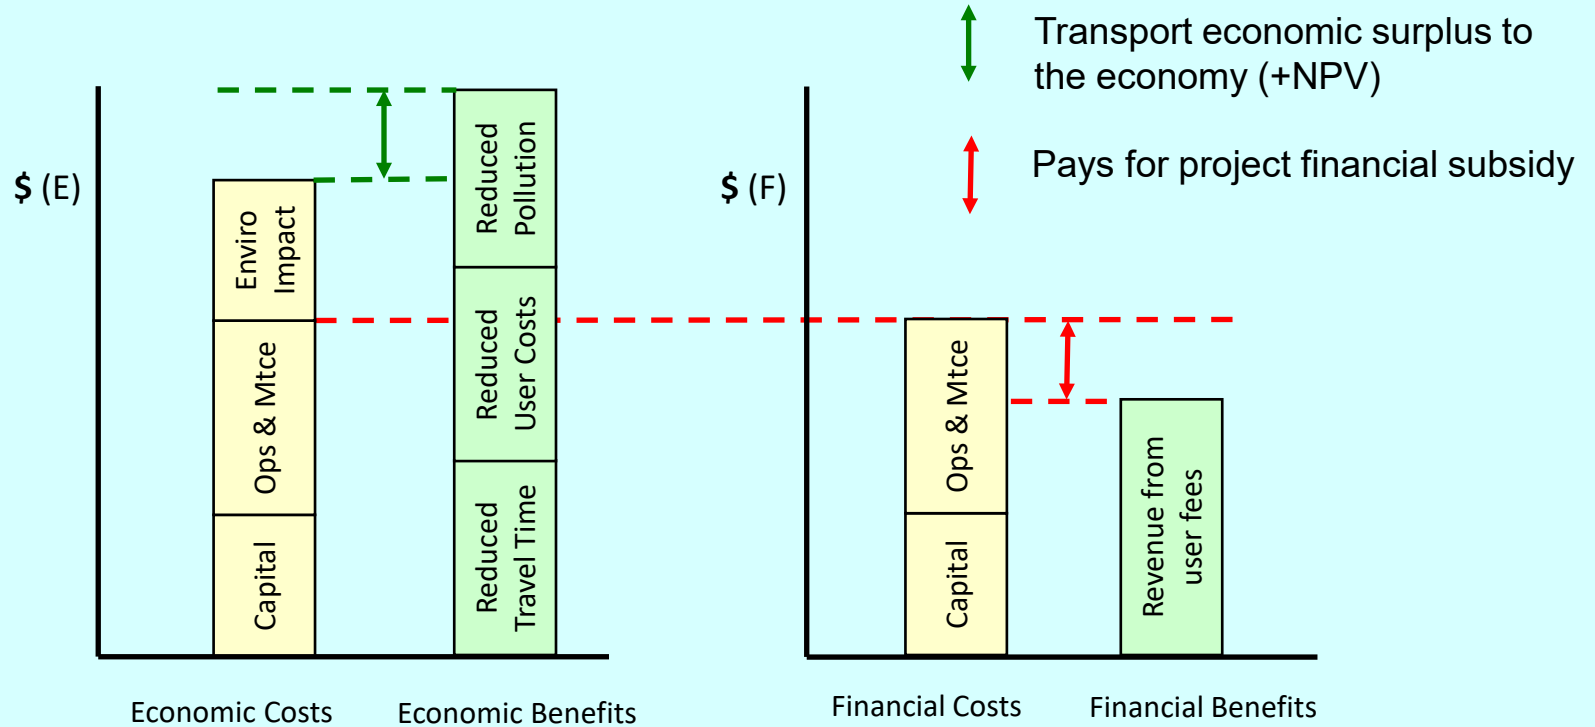 Transport economic surplus to
the economy (+NPV)
Pays for project financial subsidy
$ (E)
Enviro
Impact
Ops & Mtce
Capital
Reduced
Pollution
Reduced
User Costs
Reduced
Travel Time
Economic Costs
Economic Benefits
$ (F)
Ops & Mtce
Capital
Revenue from
user fees
Financial Costs
Financial Benefits